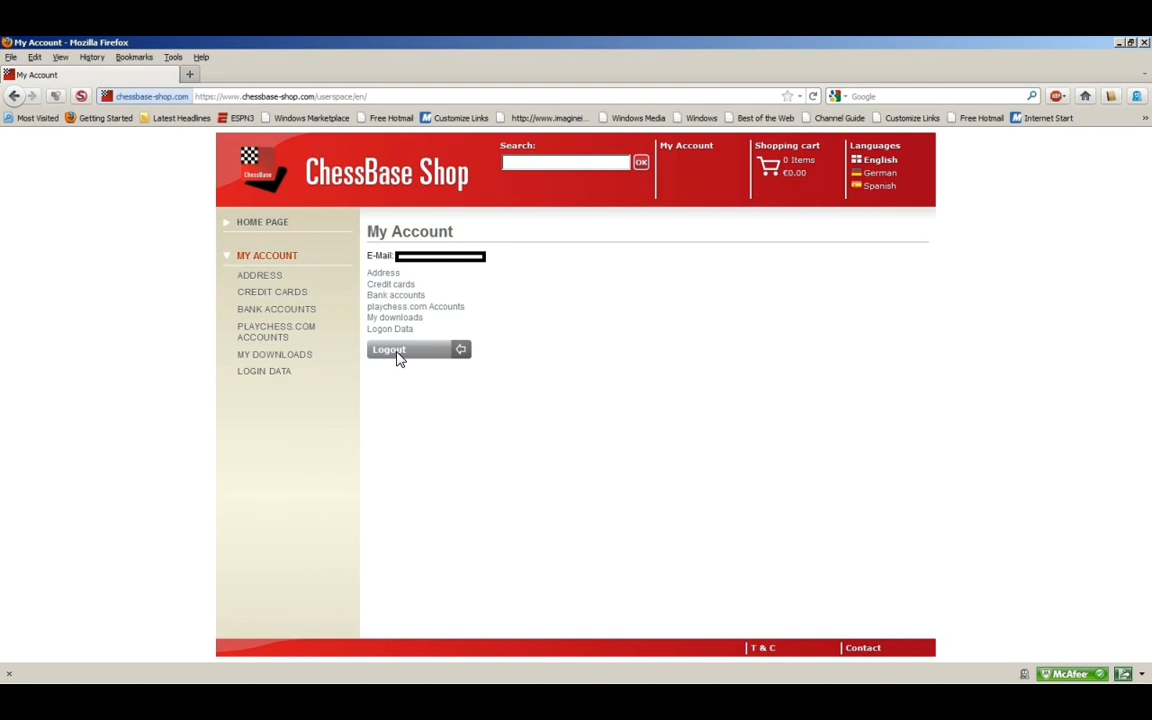 My Account - Mozilla Firefox
File Edit View History Bookmarks Tools Help
My Account
chessbase-shop.com https://www.chessbase-shop.com/userspace/en/ Google
Most Visited Getting Started Latest Headlines ESPN3 Windows Marketplace Free Hotmail Customize Links http://www.imaginei... Windows Media Windows Best of the Web Channel Guide Customize Links Free Hotmail Internet Start
ChessBase
ChessBase Shop
Search:
OK
My Account
Shopping cart
0 Items
€0.00
Languages
English
German
Spanish
HOME PAGE
MY ACCOUNT
ADDRESS
CREDIT CARDS
BANK ACCOUNTS
PLAYCHESS.COM
ACCOUNTS
MY DOWNLOADS
LOGIN DATA
My Account
E-Mail:
Address
Credit cards
Bank accounts
playchess.com Accounts
My downloads
Logon Data
Logout
T & C Contact
McAfee